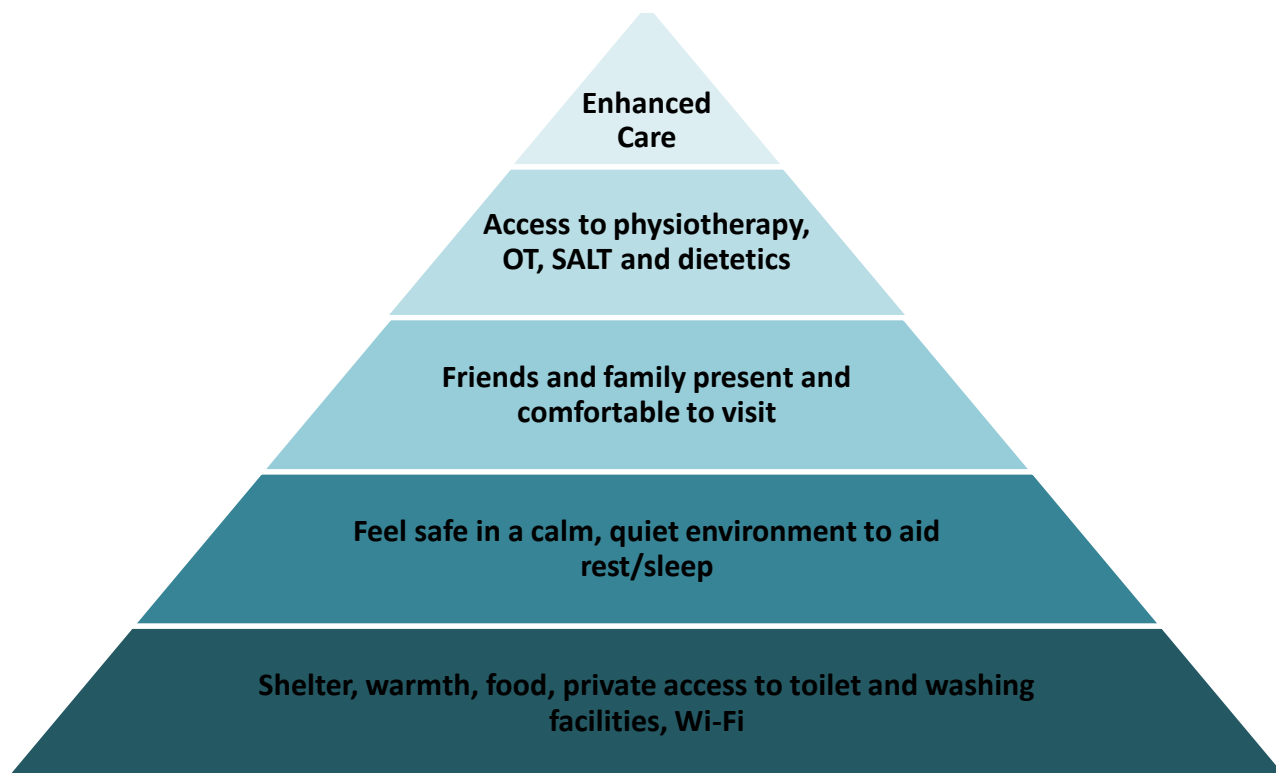 Enhanced
Care
Access to physiotherapy,
OT, SALT and dietetics
Friends and family present and
comfortable to visit
Feel safe in a calm, quiet environment to aid
rest/sleep
Shelter, warmth, food, private access to toilet and washing
facilities, Wi-Fi